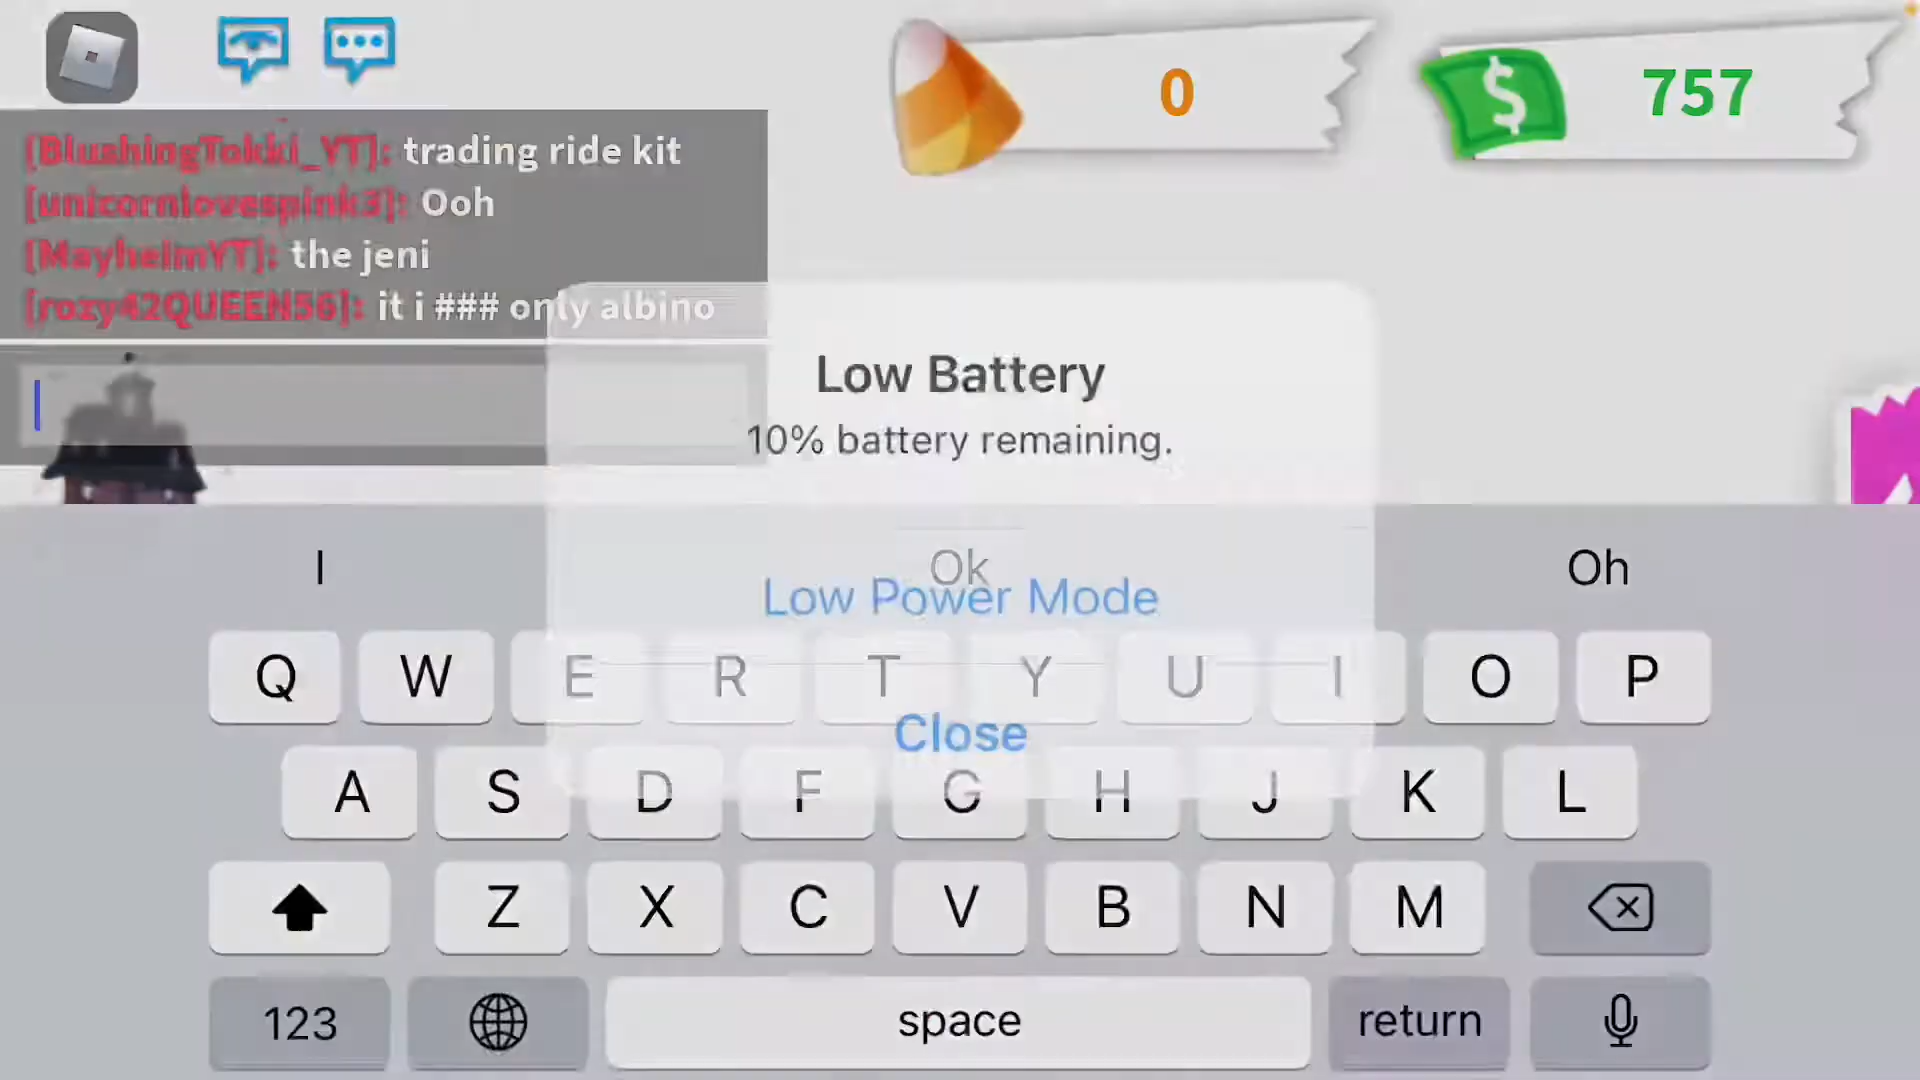 0
757
[BlushingTokki_YT]: trading ride kit
[unicornlovespink3]: Ooh
[MayhelmYT]: the jeni
[rozy42QUEEN56]: it i ### only albino
Low Battery
10% battery remaining.
I Ok Oh
Low Power Mode
Q W E R T Y U I O P
Close
A S D F G H J K L
Z X C V B N M
123 space return